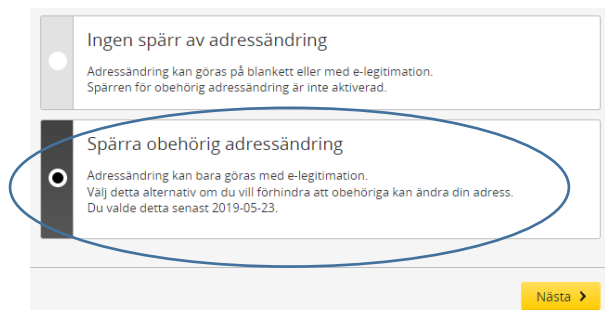 Ingen spärr av adressändring
Adressändring kan göras på blankett eller med e-legitimation.
Spärren för obehörig adressändring är inte aktiverad.
Spärra obehörig adressändring
Adressändring kan bara göras med e-legitimation.
Välj detta alternativ om du vill förhindra att obehöriga kan ändra din adress.
Du valde detta senast 2019-05-23.
Nästa